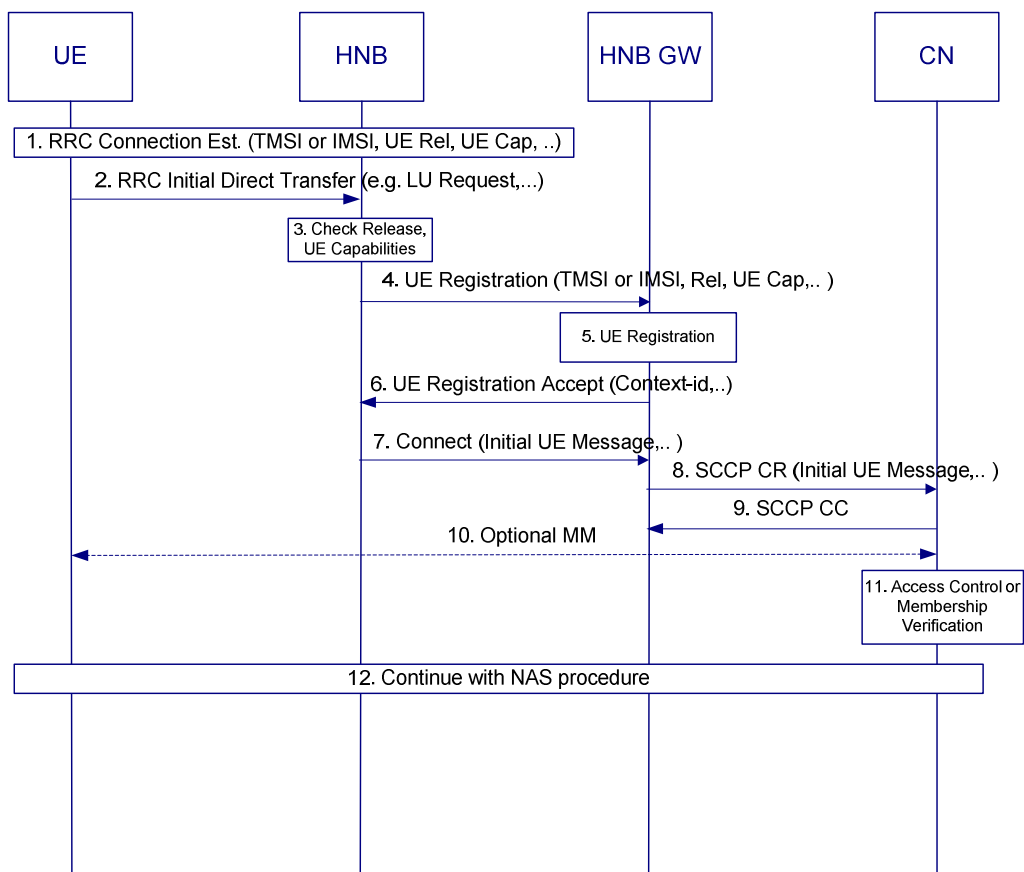 UE
HNB
HNB GW
CN
1. RRC Connection Est. (TMSI or IMSI, UE Rel, UE Cap, ..)
2. RRC Initial Direct Transfer (e.g. LU Request,...)
3. Check Release,
UE Capabilities
4. UE Registration (TMSI or IMSI, Rel, UE Cap,.. )
5. UE Registration
6. UE Registration Accept (Context-id,..)
7. Connect (Initial UE Message,.. )
8. SCCP CR (Initial UE Message,.. )
9. SCCP CC
10. Optional MM
11. Access Control or
Membership
Verification
12. Continue with NAS procedure